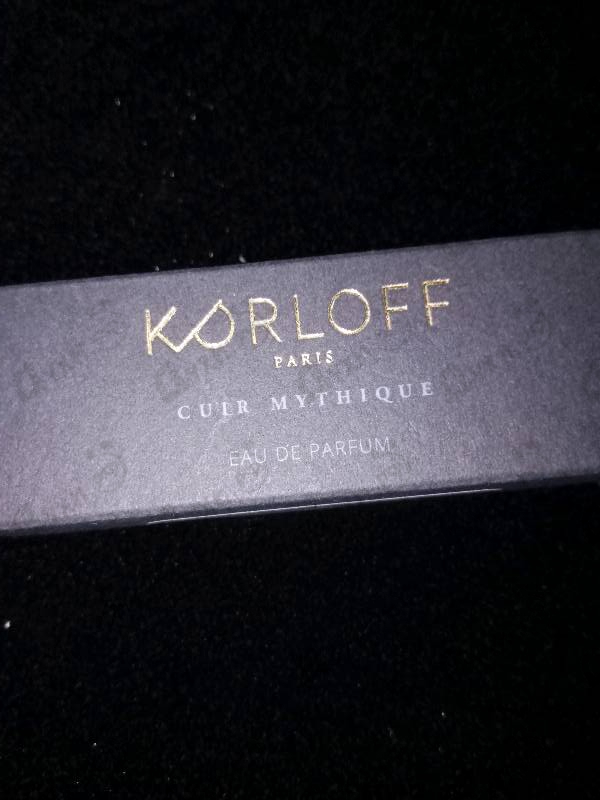 KORLOFF
PARIS
CUIR MYTHIQUE
EAU DE PARFUM